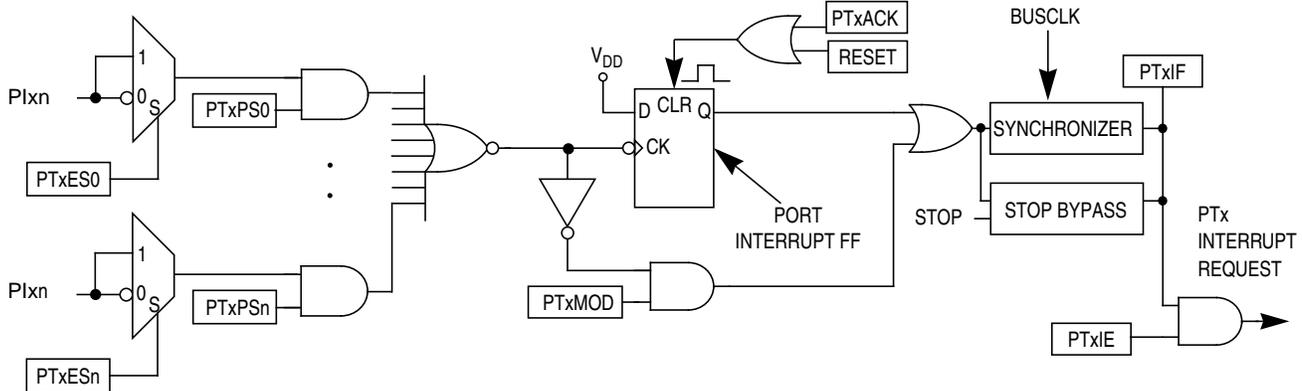 PTxACK
BUSCLK
RESET
VDD
PTxIF
1
PIxn
0
S
PTxPS0
D CLR Q
CK
SYNCHRONIZER
PTxES0
PORT
INTERRUPT FF
STOP
STOP BYPASS
PTx
INTERRUPT
REQUEST
1
PIxn
0
S
PTxPSn
PTxMOD
PTxIE
PTxESn